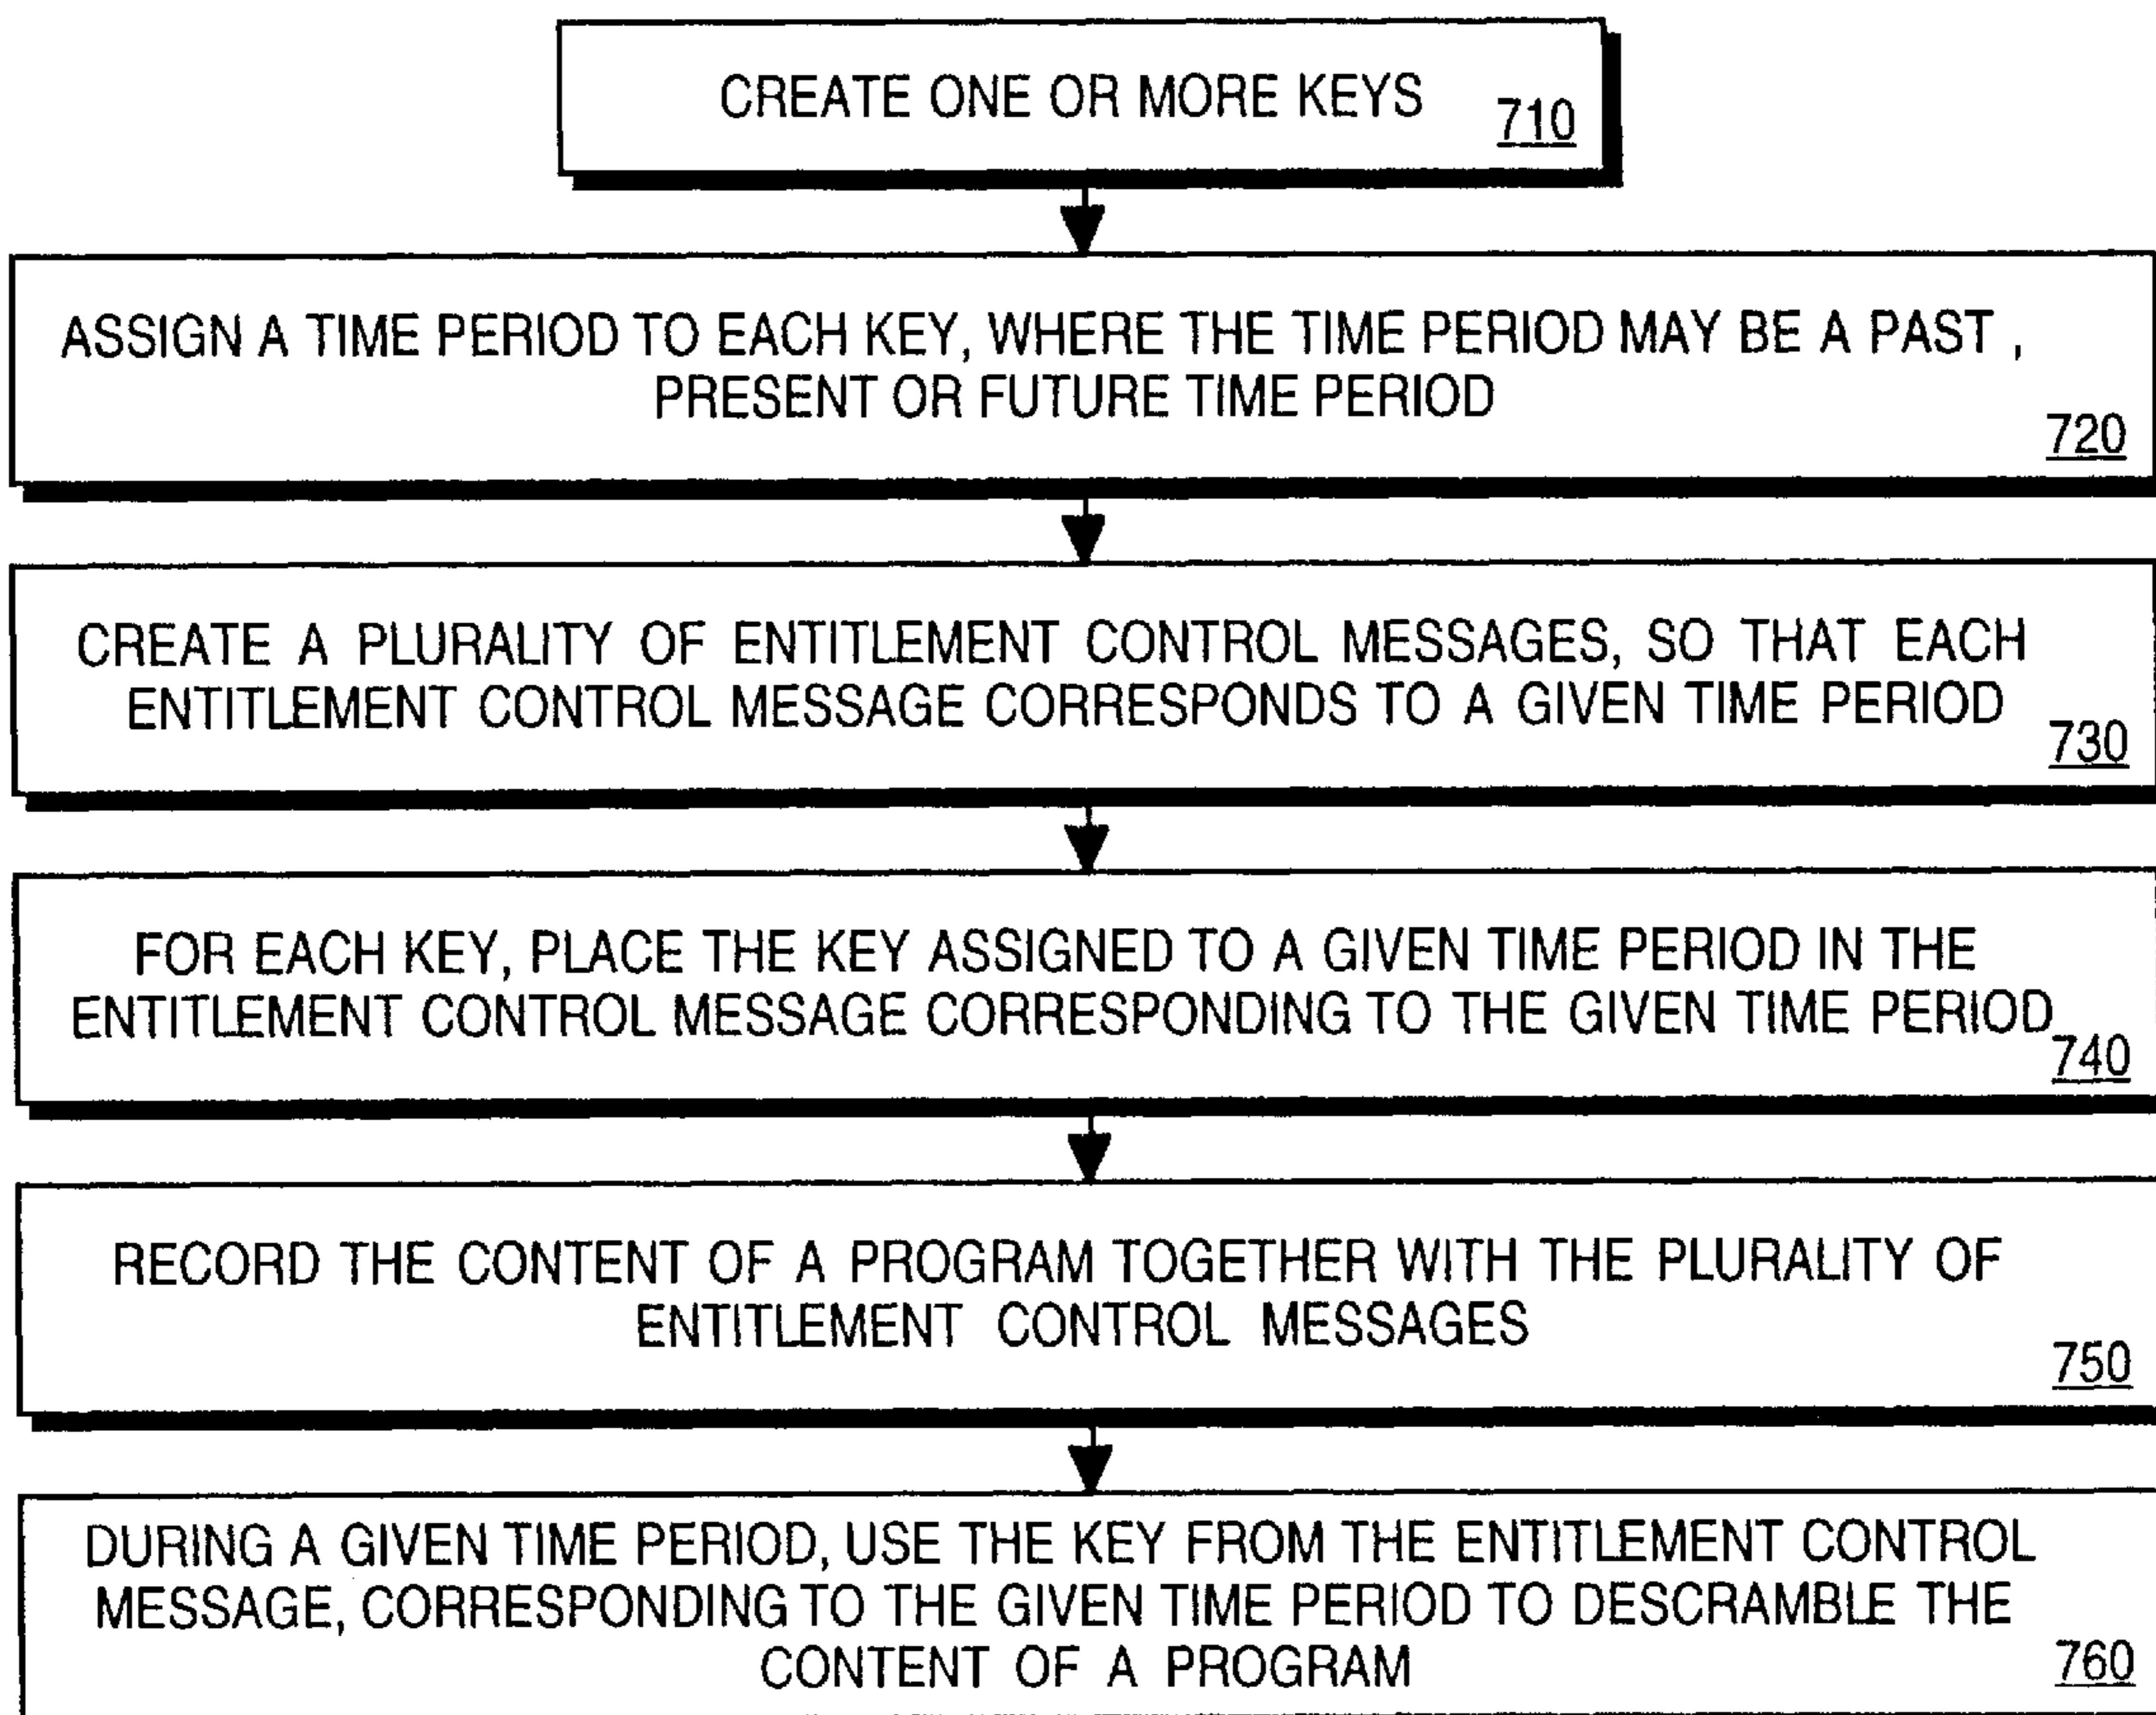 CREATE ONE OR MORE KEYS
710
ASSIGN A TIME PERIOD TO EACH KEY, WHERE THE TIME PERIOD MAY BE A PAST ,
PRESENT OR FUTURE TIME PERIOD
720
CREATE A PLURALITY OF ENTITLEMENT CONTROL MESSAGES, SO THAT EACH
ENTITLEMENT CONTROL MESSAGE CORRESPONDS TO A GIVEN TIME PERIOD
730
FOR EACH KEY, PLACE THE KEY ASSIGNED TO A GIVEN TIME PERIOD IN THE
ENTITLEMENT CONTROL MESSAGE CORRESPONDING TO THE GIVEN TIME PERIOD
740
RECORD THE CONTENT OF A PROGRAM TOGETHER WITH THE PLURALITY OF
ENTITLEMENT CONTROL MESSAGES
750
DURING A GIVEN TIME PERIOD, USE THE KEY FROM THE ENTITLEMENT CONTROL
MESSAGE, CORRESPONDING TO THE GIVEN TIME PERIOD TO DESCRAMBLE THE
CONTENT OF A PROGRAM
760